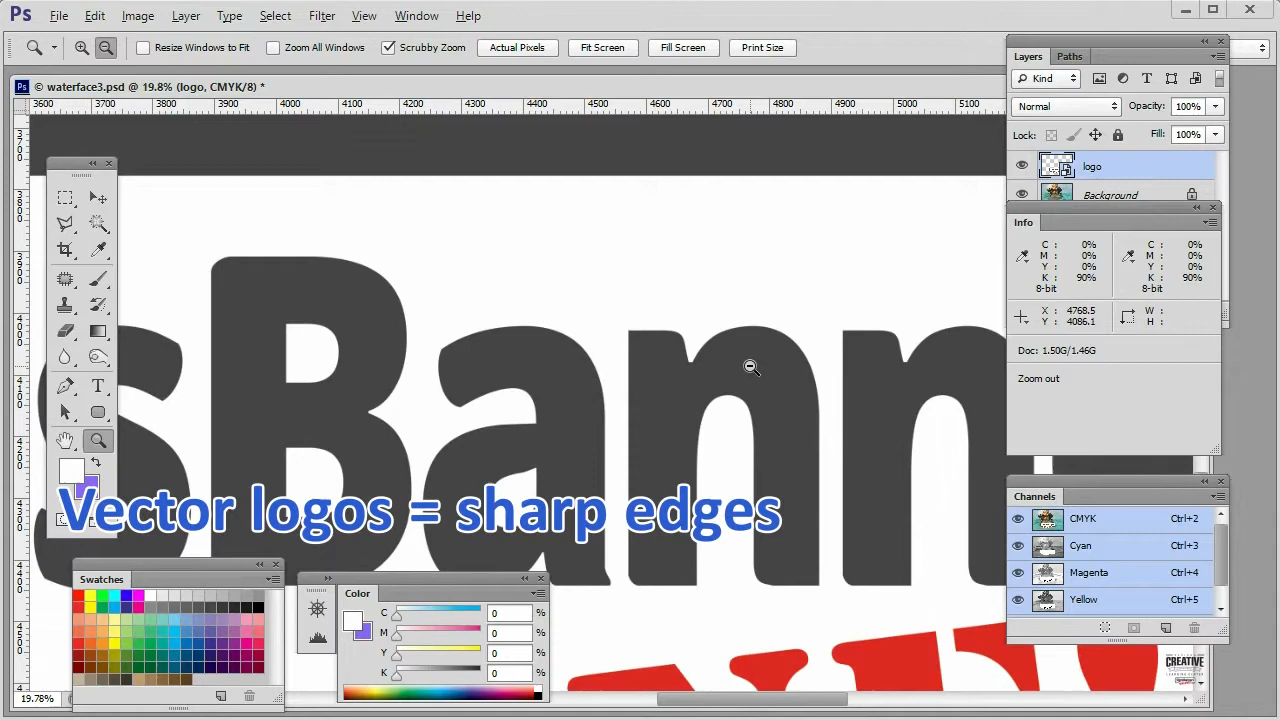 Ps File Edit Image Layer Type Select Filter View Window Help
Resize Windows to Fit Zoom All Windows Scrubby Zoom Actual Pixels Fit Screen Fill Screen Print Size
Ps © waterface3.psd @ 19.8% (logo, CMYK/8) *
3600 3700 3800 3900 4000 4100 4200 4300 4400 4500 4600 4700 4800 4900 5000 5100
Layers Paths
Kind
Normal Opacity: 100%
Lock: Fill: 100%
logo
Background
Info
C : 0% C : 0%
M : 0% M : 0%
Y : 0% Y : 0%
K : 90% K : 90%
8-bit 8-bit
X : 4768.5 W :
Y : 4086.1 H :
Doc: 1.50G/1.46G
Zoom out
sBann
Vector logos = sharp edges
Channels
CMYK Ctrl+2
Cyan Ctrl+3
Magenta Ctrl+4
Yellow Ctrl+5
Swatches
Color
C 0 %
M 0 %
Y 0 %
K 0 %
CREATIVE
19.78%